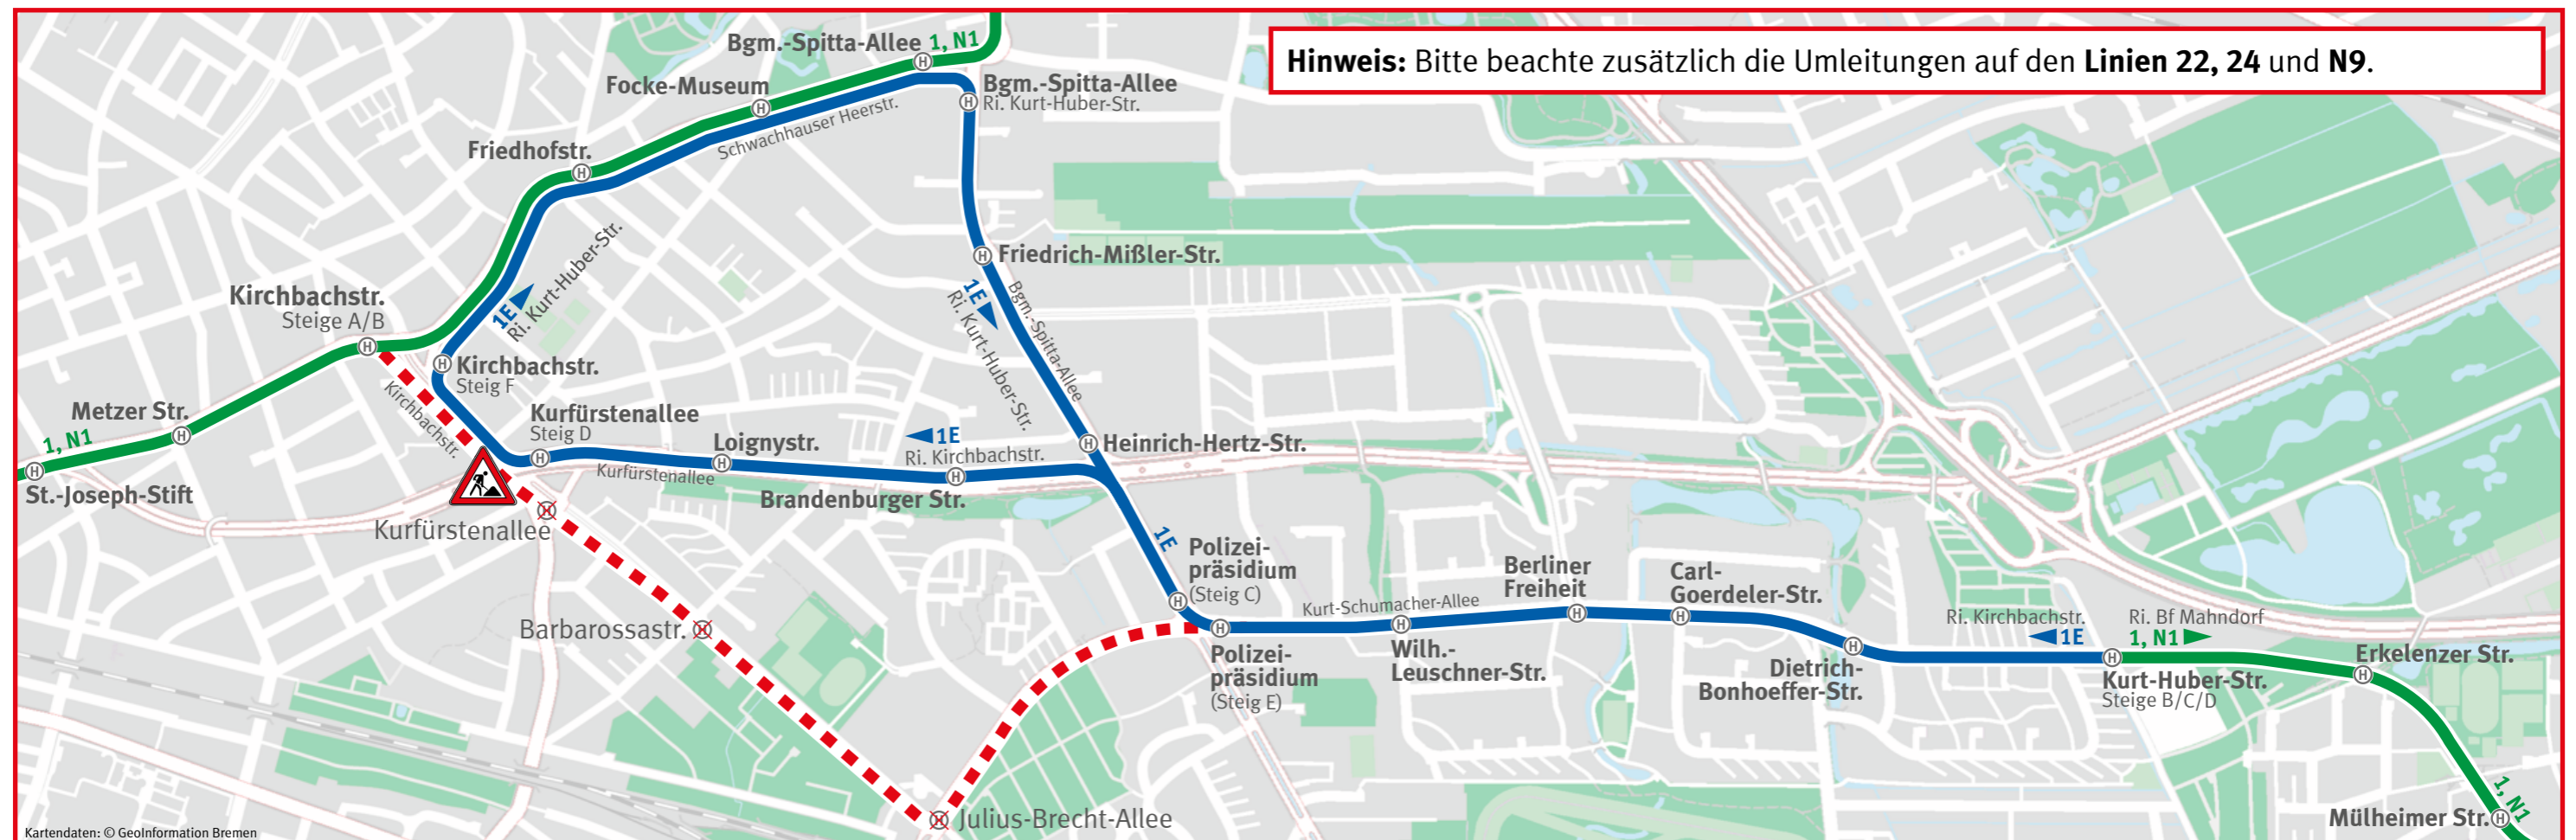 Hinweis: Bitte beachte zusätzlich die Umleitungen auf den Linien 22, 24 und N9.
Bgm.-Spitta-Allee
1, N1
Focke-Museum
Bgm.-Spitta-Allee
Ri. Kurt-Huber-Str.
Schwachhauser Heerstr.
Friedhofstr.
Friedrich-Mißler-Str.
1E
Ri. Kurt-Huber-Str.
Kirchbachstr.
Steige A/B
1E
Ri. Kurt-Huber-Str.
Bgm.-Spitta-Allee
Kirchbachstr.
Steig F
Kirchbachstr.
Metzer Str.
1, N1
St.-Joseph-Stift
Kurfürstenallee
Steig D
Loignystr.
1E
Ri. Kirchbachstr.
Heinrich-Hertz-Str.
Kurfürstenallee
Brandenburger Str.
Kurfürstenallee
1E
Polizei-
präsidium
(Steig C)
Berliner
Freiheit
Carl-
Goerdeler-Str.
Kurt-Schumacher-Allee
Barbarossastr.
Ri. Kirchbachstr.
1E
Ri. Bf Mahndorf
1, N1
Polizei-
präsidium
(Steig E)
Wilh.-
Leuschner-Str.
Dietrich-
Bonhoeffer-Str.
Kurt-Huber-Str.
Steige B/C/D
Erkelenzer Str.
1, N1
Julius-Brecht-Allee
Mülheimer Str.
Kartendaten: © GeoInformation Bremen